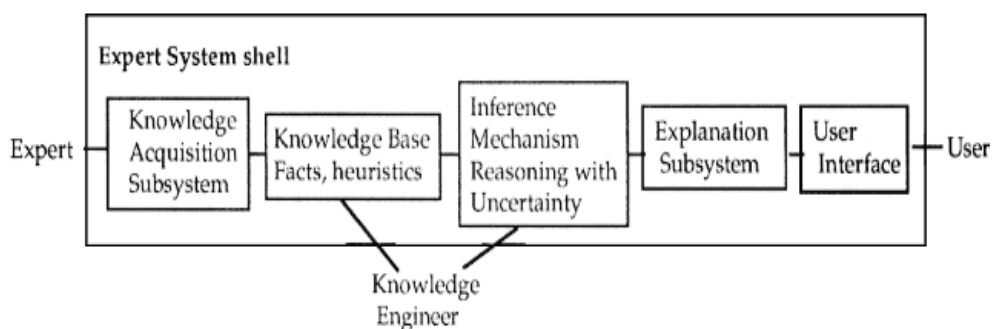 Expert System shell
Expert
Knowledge
Acquisition
Subsystem
Knowledge Base
Facts, heuristics
Inference
Mechanism
Reasoning with
Uncertainty
Explanation
Subsystem
User
Interface
User
Knowledge
Engineer